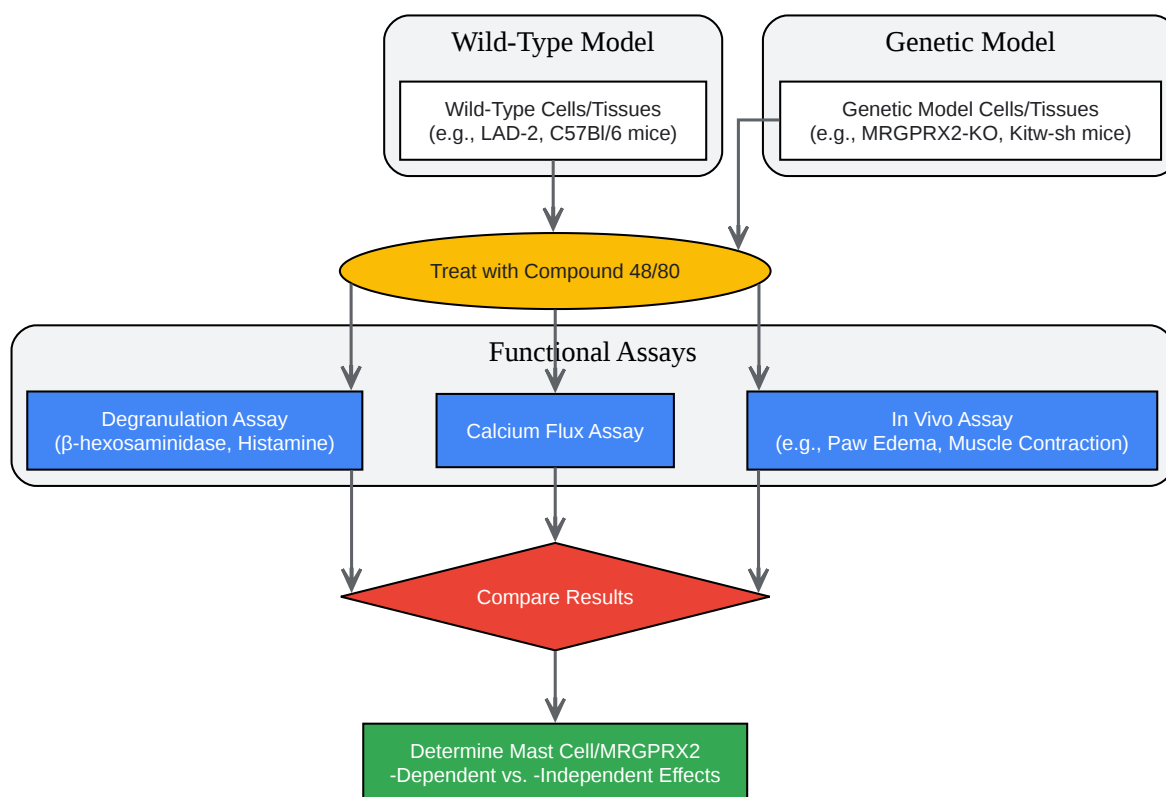 Wild-Type Model
Genetic Model
Wild-Type Cells/Tissues
(e.g., LAD-2, C57Bl/6 mice)
Genetic Model Cells/Tissues
(e.g., MRGPRX2-KO, Kitw-sh mice)
Treat with Compound 48/80
Functional Assays
Degranulation Assay
(β-hexosaminidase, Histamine)
Calcium Flux Assay
In Vivo Assay
(e.g., Paw Edema, Muscle Contraction)
Compare Results
Determine Mast Cell/MRGPRX2
-Dependent vs. -Independent Effects